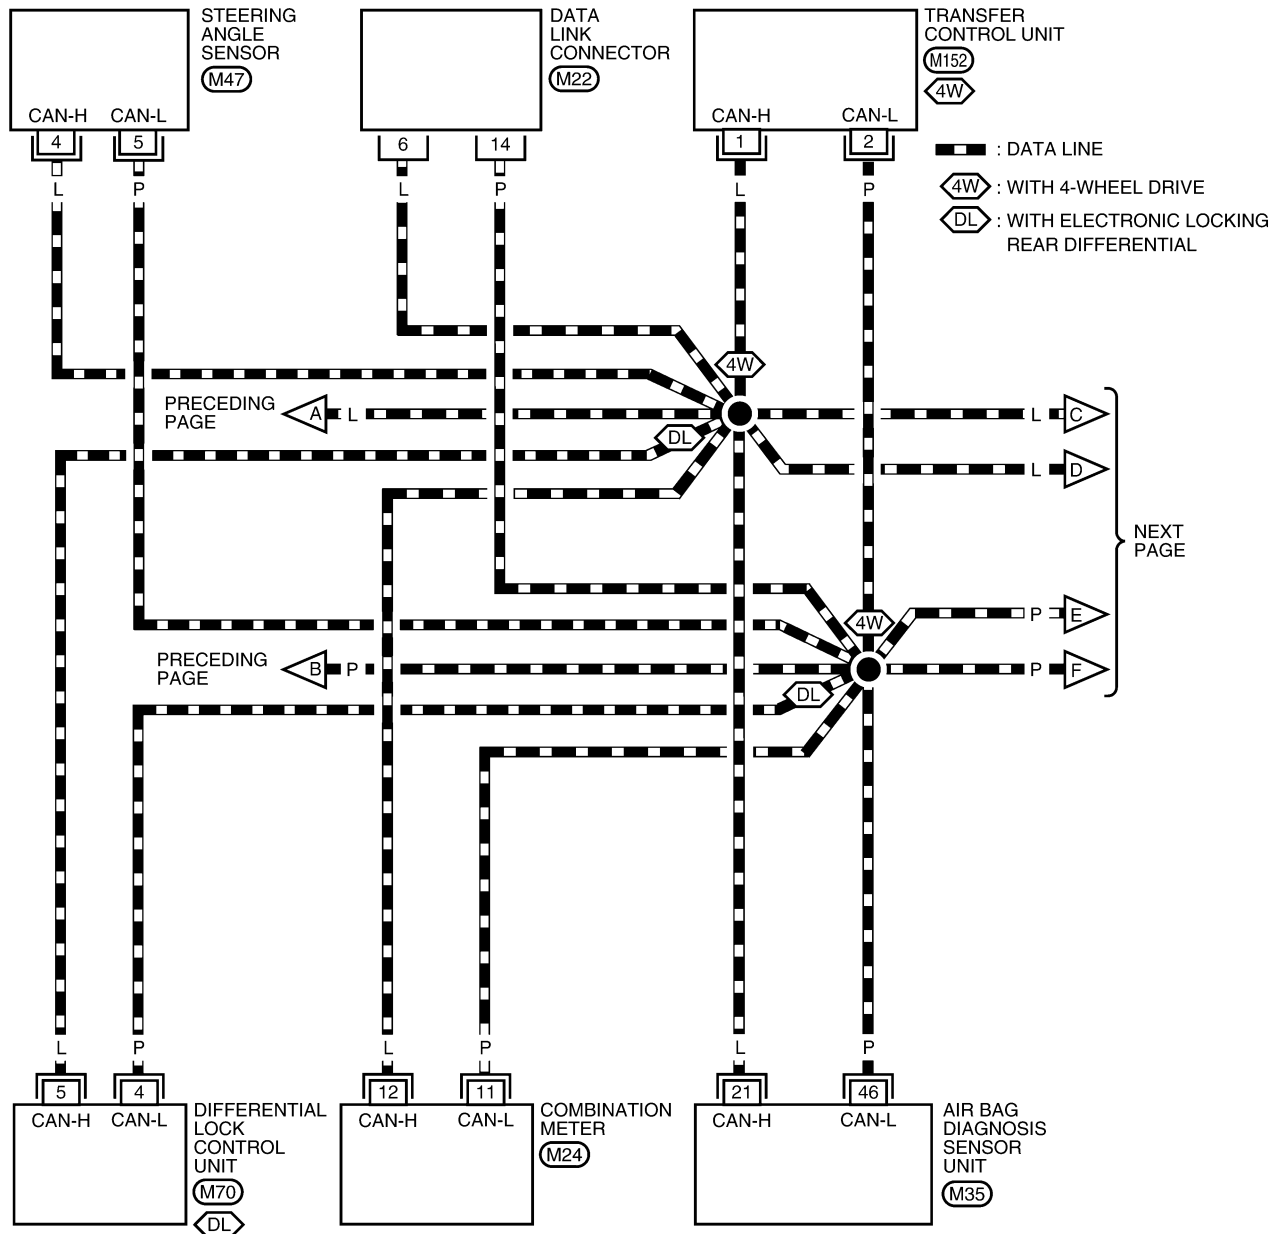 STEERING
ANGLE
SENSOR
M47
CAN-H CAN-L
4 5
L P
DATA
LINK
CONNECTOR
M22
6 14
L P
TRANSFER
CONTROL UNIT
M152
4W
CAN-H CAN-L
1 2
L P
: DATA LINE
4W : WITH 4-WHEEL DRIVE
DL : WITH ELECTRONIC LOCKING
REAR DIFFERENTIAL
4W
PRECEDING
PAGE
A L
L C
DL
L D
NEXT
PAGE
4W
P E
PRECEDING
PAGE
B P
P F
DL
L P
5 4
CAN-H CAN-L
DIFFERENTIAL
LOCK
CONTROL
UNIT
M70
DL
L P
12 11
CAN-H CAN-L
COMBINATION
METER
M24
L P
21 46
CAN-H CAN-L
AIR BAG
DIAGNOSIS
SENSOR
UNIT
M35